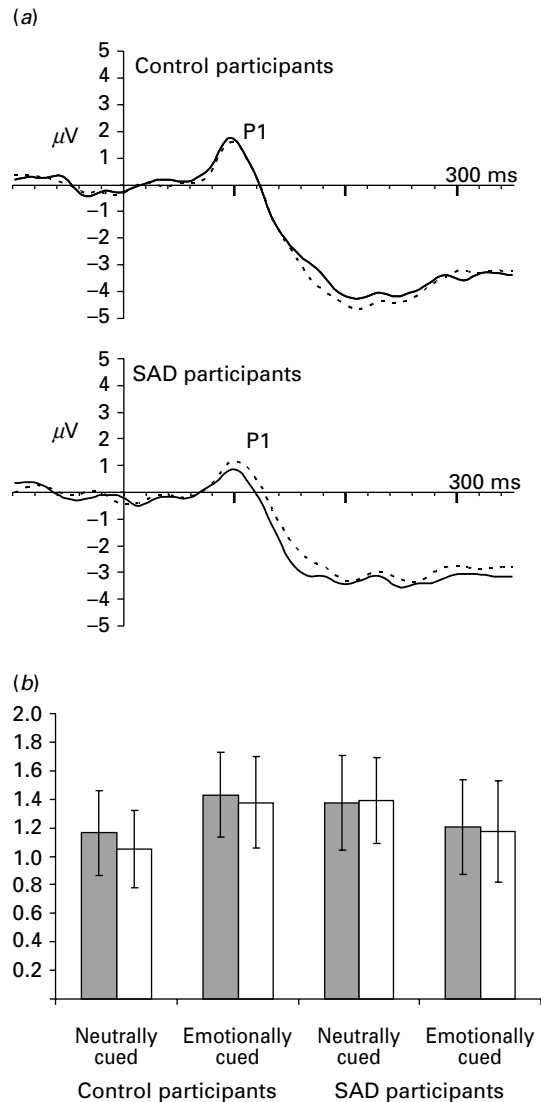 (a)
5
4
3
2
1
−1
−2
−3
−4
−5
μV
Control participants
P1
300 ms
5
4
3
2
1
−1
−2
−3
−4
−5
μV
SAD participants
P1
300 ms
(b)
2.0
1.8
1.6
1.4
1.2
1.0
0.8
0.6
0.4
0.2
Neutrally cued
Emotionally cued
Neutrally cued
Emotionally cued
Control participants
SAD participants